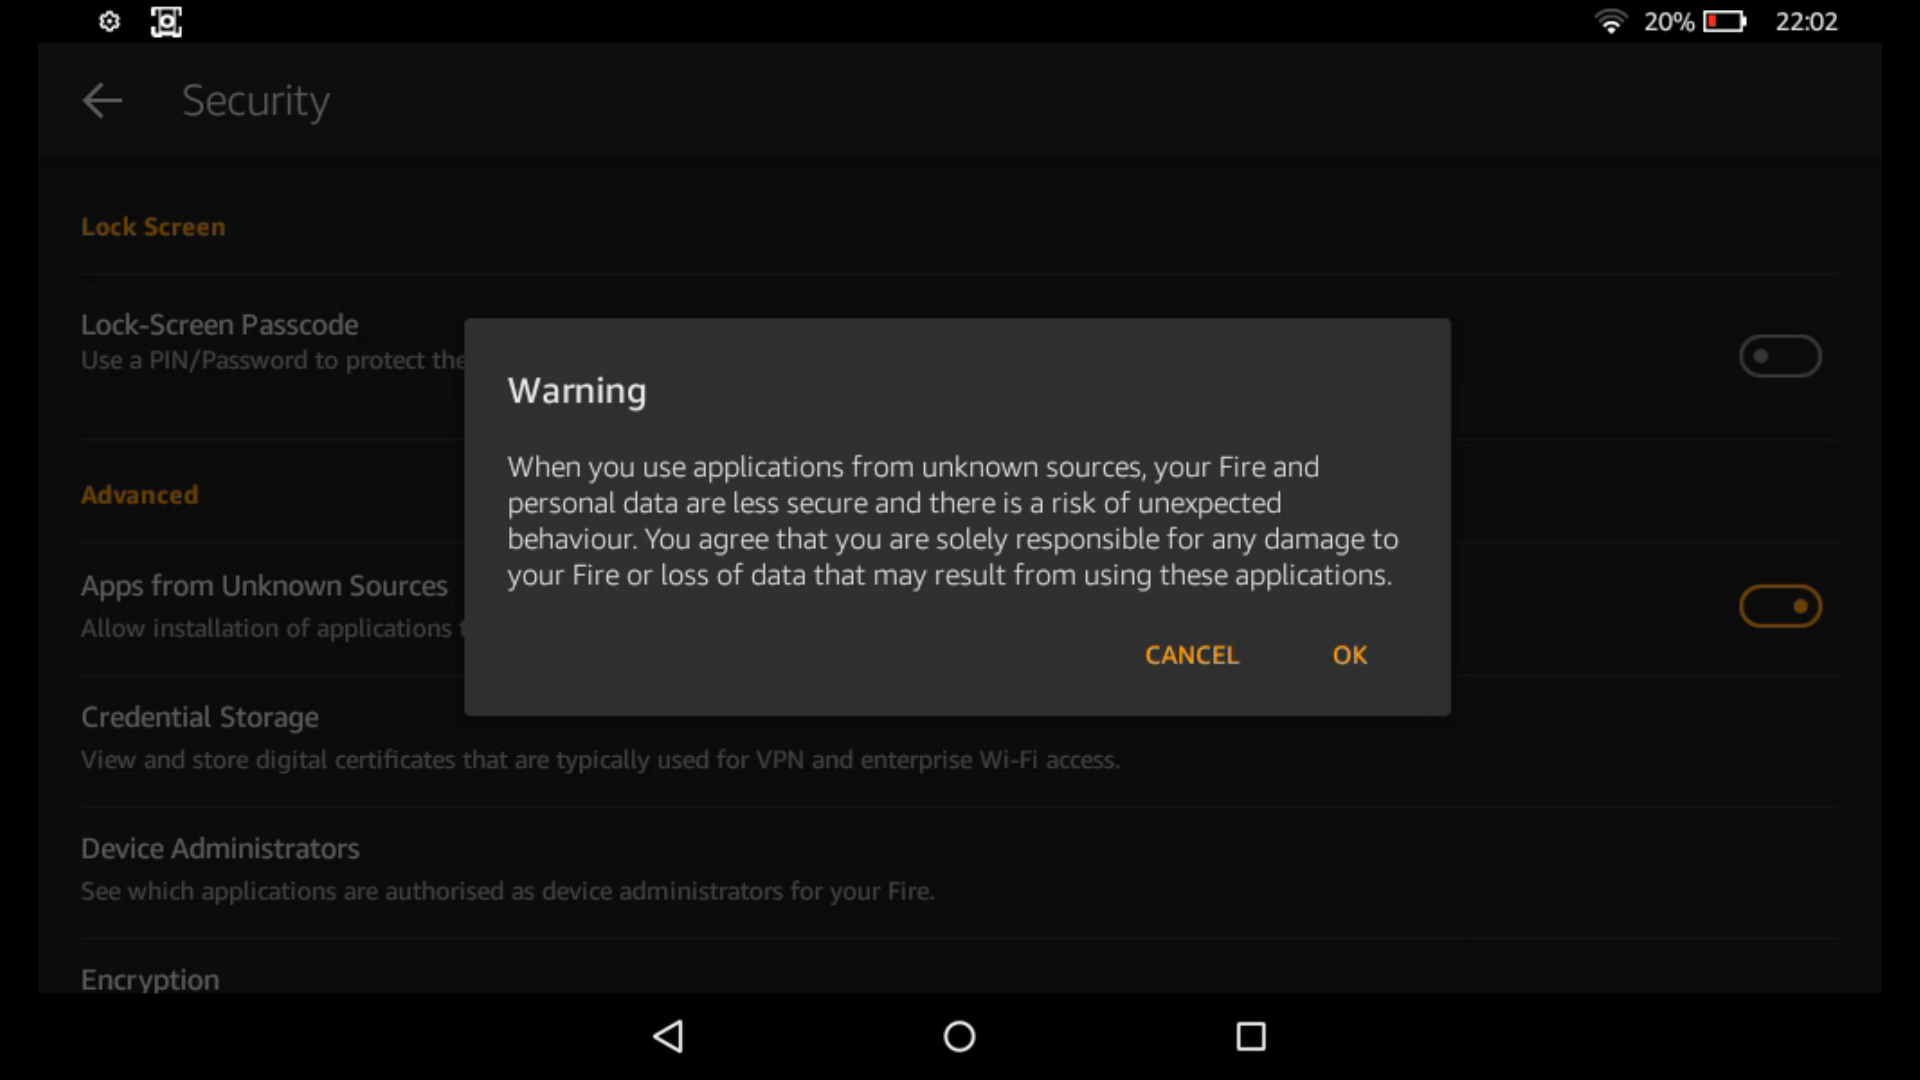 20% 22:02
Security
Lock Screen
Lock-Screen Passcode
Use a PIN/Password to protect the
Warning
When you use applications from unknown sources, your Fire and
personal data are less secure and there is a risk of unexpected
behaviour. You agree that you are solely responsible for any damage to
your Fire or loss of data that may result from using these applications.
CANCEL OK
Advanced
Apps from Unknown Sources
Allow installation of applications
Credential Storage
View and store digital certificates that are typically used for VPN and enterprise Wi-Fi access.
Device Administrators
See which applications are authorised as device administrators for your Fire.
Encryption